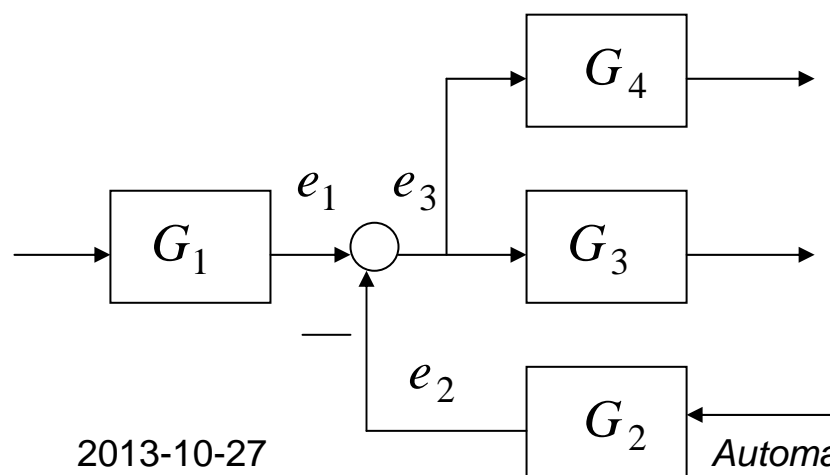 G₄
e₁
e₃
G₁
G₃
—
e₂
G₂
2013-10-27
Automa